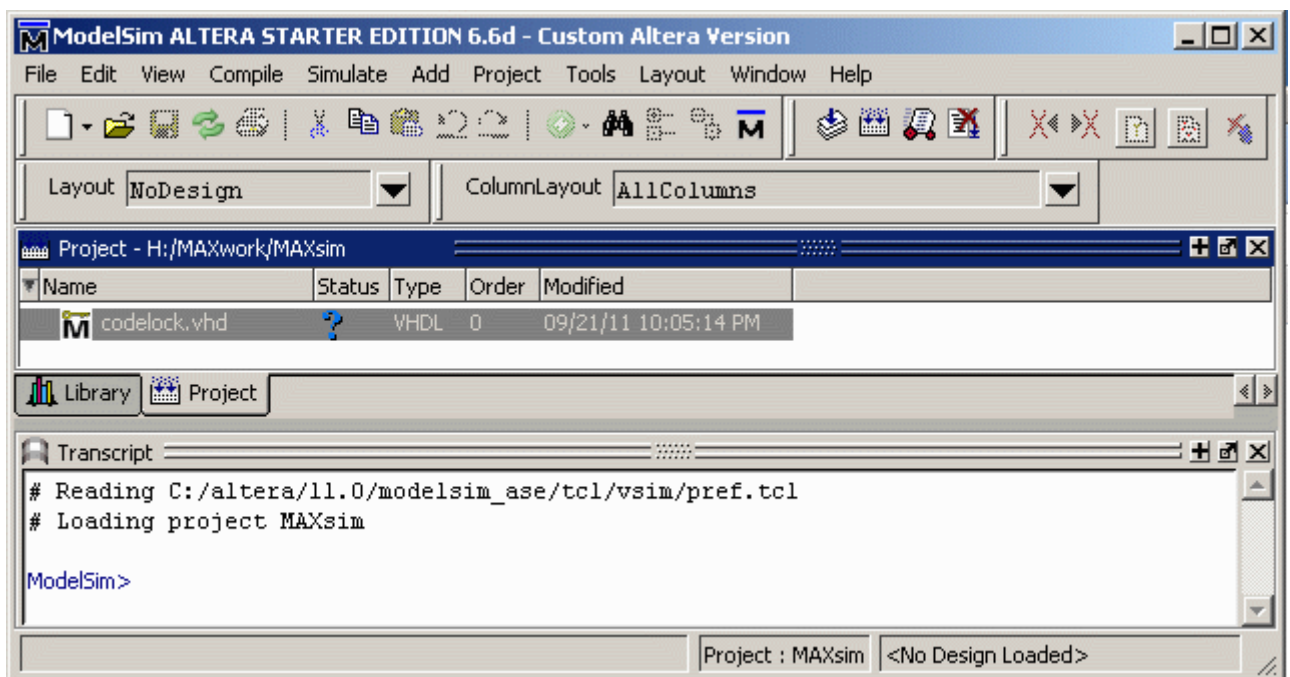 ModelSim ALTERA STARTER EDITION 6.6d - Custom Altera Version
File Edit View Compile Simulate Add Project Tools Layout Window Help
Layout NoDesign ColumnLayout AllColumns
Project - H:/MAXwork/MAXsim
Name Status Type Order Modified
codelock.vhd ? VHDL 0 09/21/11 10:05:14 PM
Library Project
Transcript
# Reading C:/altera/11.0/modelsim_ase/tcl/vsim/pref.tcl
# Loading project MAXsim
ModelSim>
Project : MAXsim <No Design Loaded>